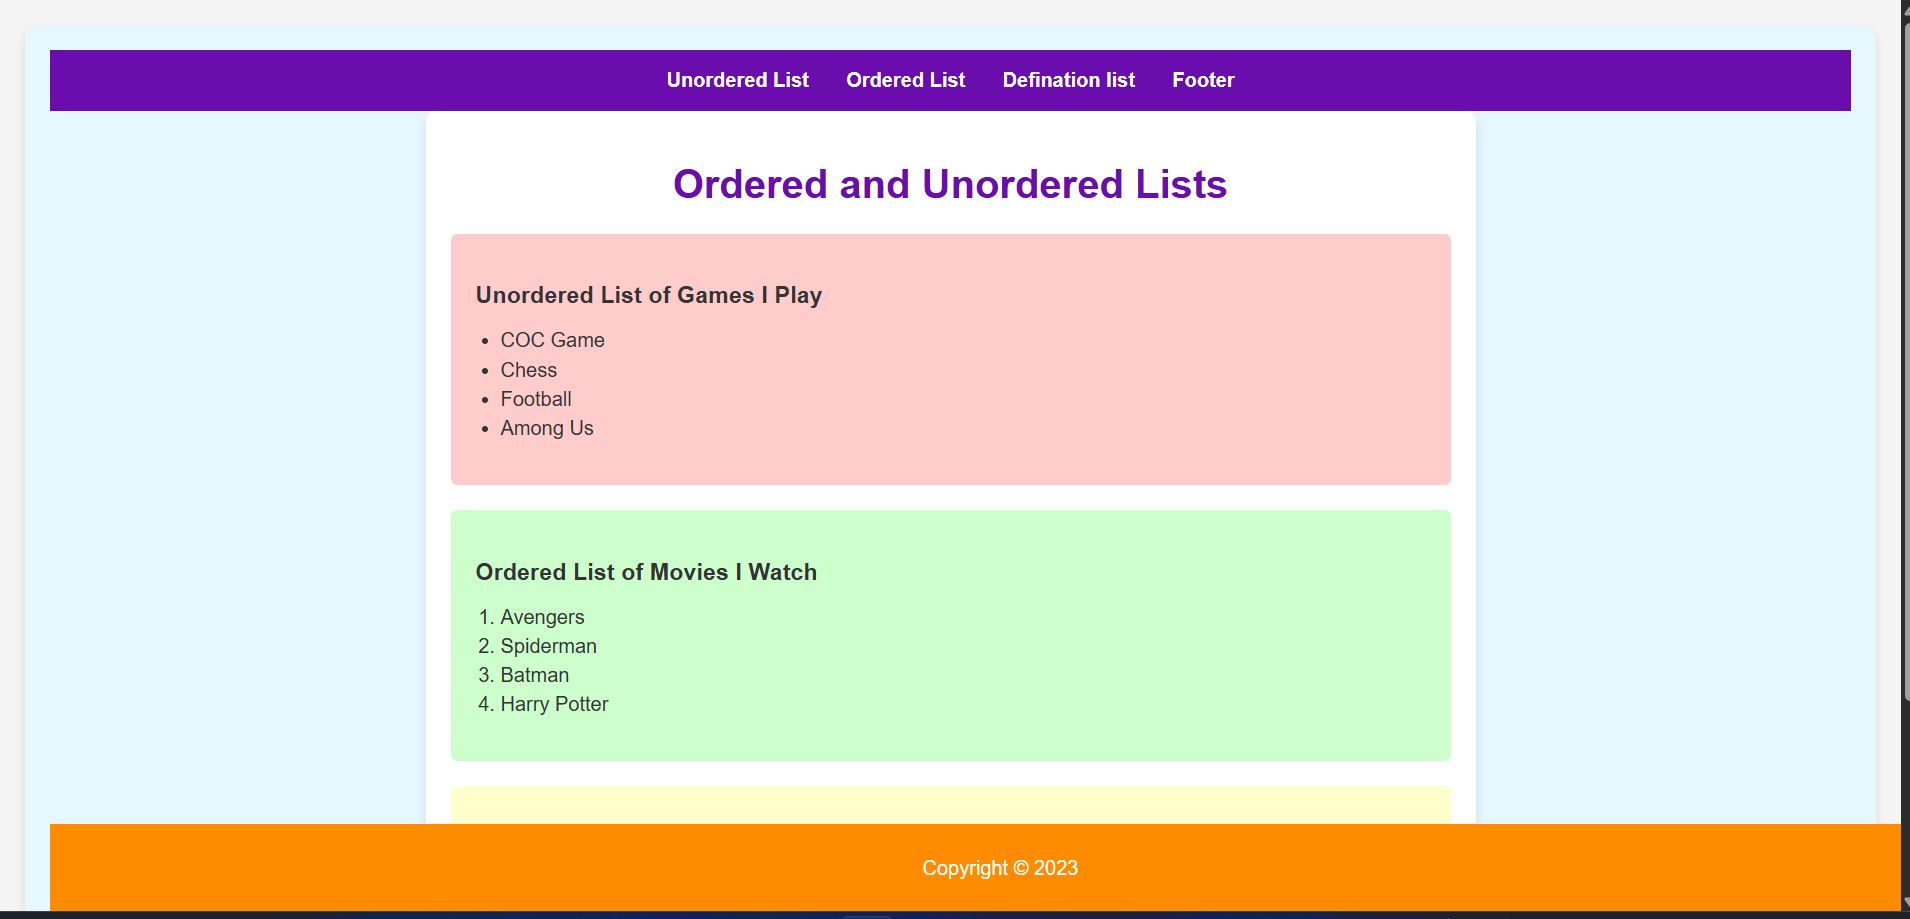 Unordered List Ordered List Defination list Footer
Ordered and Unordered Lists
Unordered List of Games I Play
• COC Game
• Chess
• Football
• Among Us
Ordered List of Movies I Watch
1. Avengers
2. Spiderman
3. Batman
4. Harry Potter
Copyright © 2023